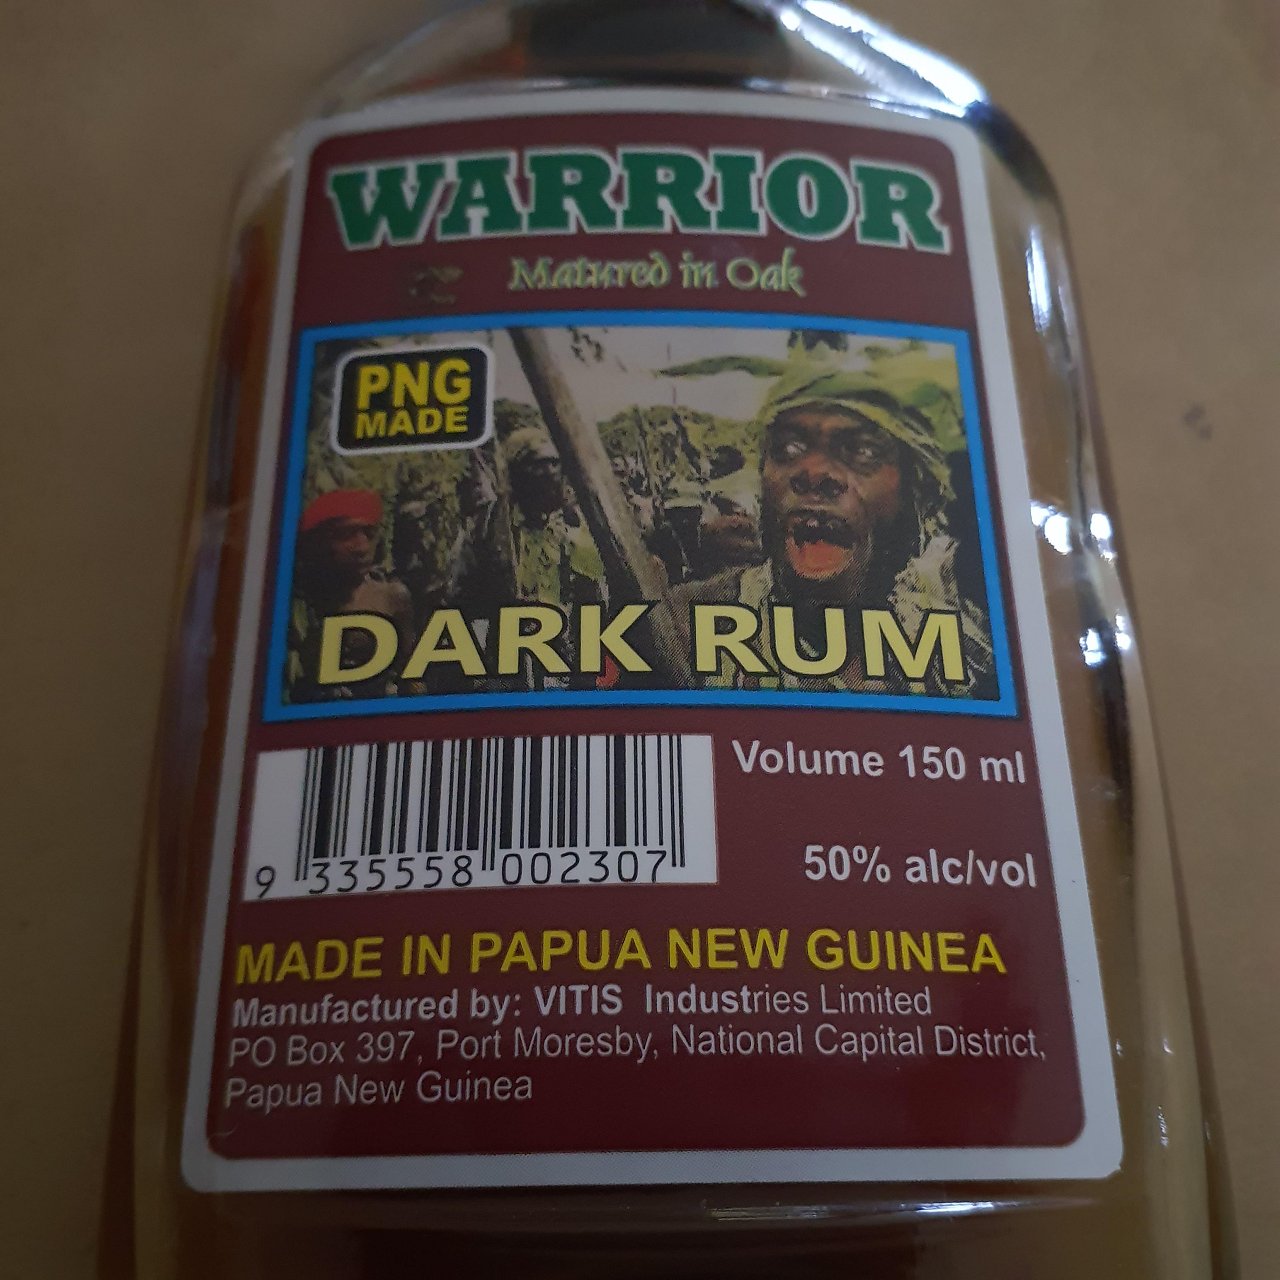 WARRIOR
Matured in Oak
PNG
MADE
DARK RUM
Volume 150 ml
50% alc/vol
9 335558 002307
MADE IN PAPUA NEW GUINEA
Manufactured by: VITIS Industries Limited
PO Box 397, Port Moresby, National Capital District,
Papua New Guinea